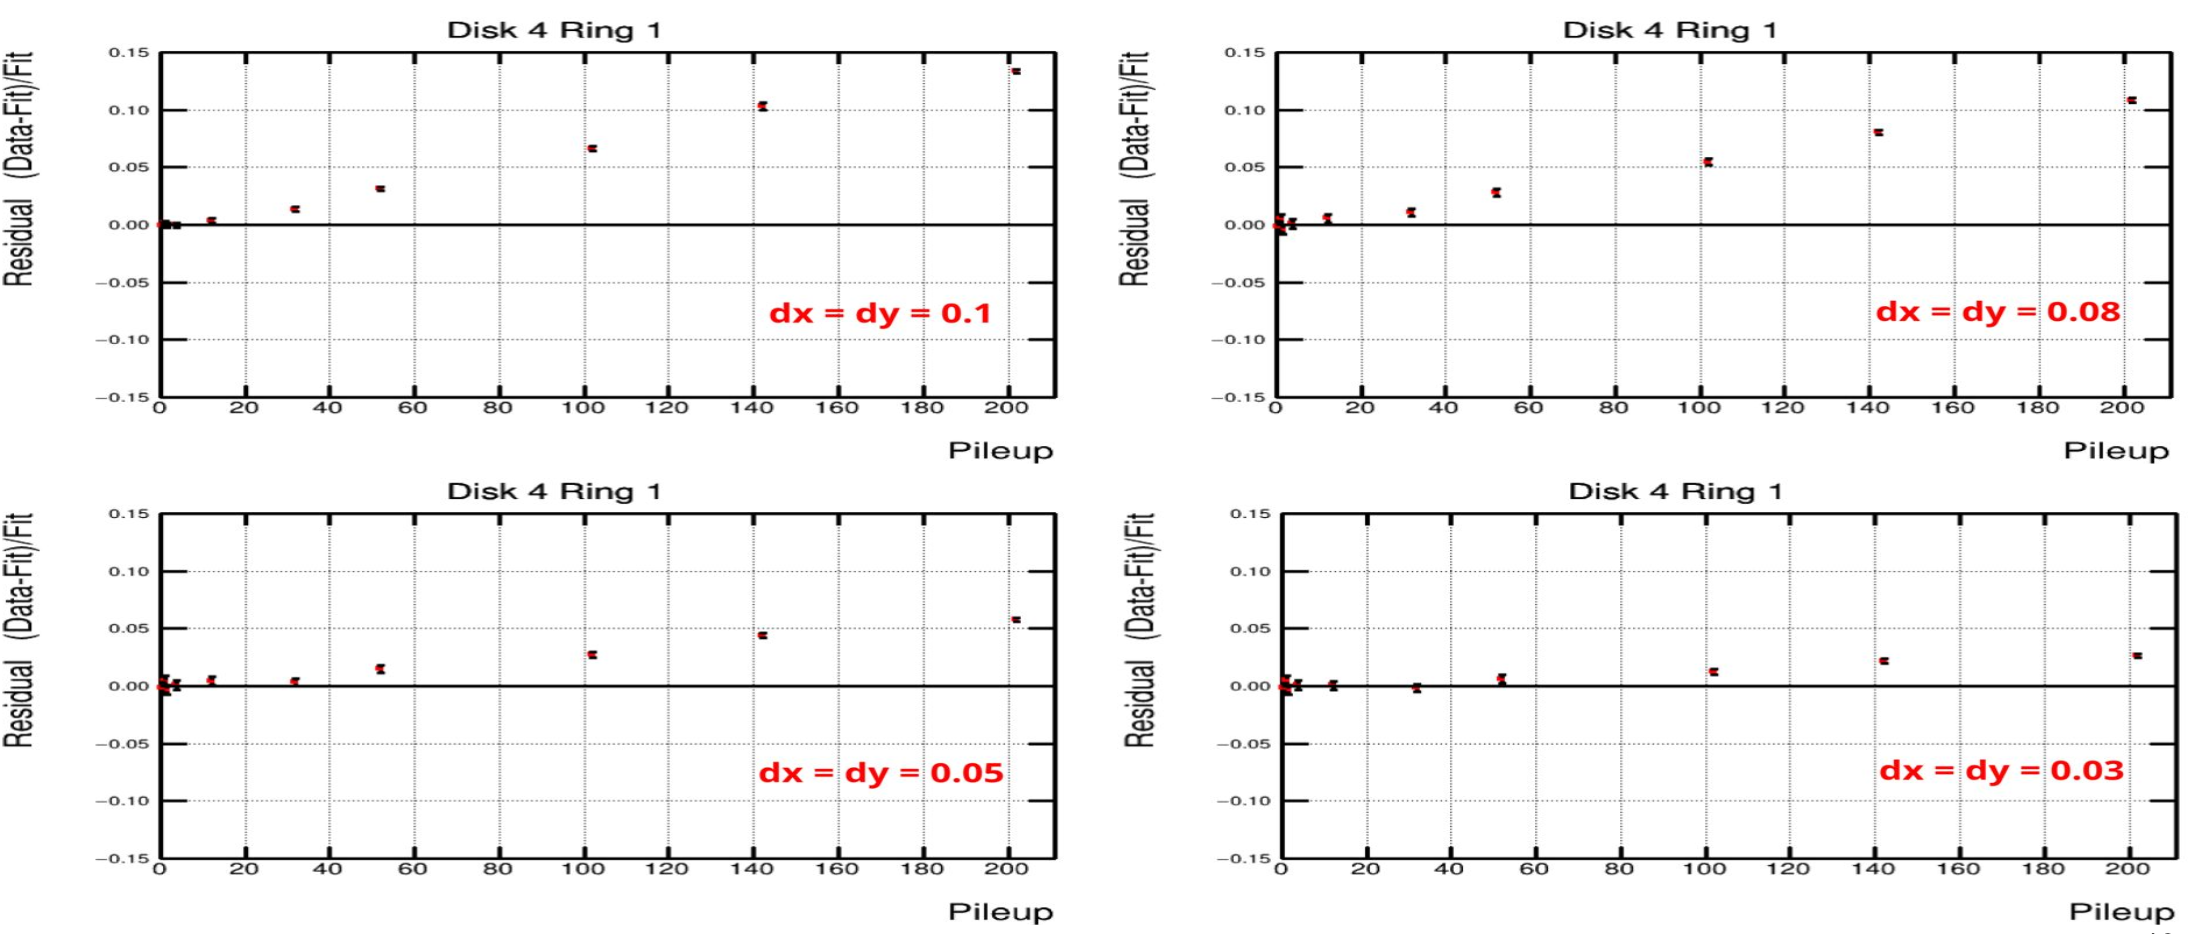 Disk 4 Ring 1
Residual (Data-Fit)/Fit
0.15
0.10
0.05
0.00
−0.05
−0.10
−0.15
0 20 40 60 80 100 120 140 160 180 200
dx = dy = 0.1
Pileup
Disk 4 Ring 1
Residual (Data-Fit)/Fit
0.15
0.10
0.05
0.00
−0.05
−0.10
−0.15
0 20 40 60 80 100 120 140 160 180 200
dx = dy = 0.08
Pileup
Disk 4 Ring 1
Residual (Data-Fit)/Fit
0.15
0.10
0.05
0.00
−0.05
−0.10
−0.15
0 20 40 60 80 100 120 140 160 180 200
dx = dy = 0.05
Pileup
Disk 4 Ring 1
Residual (Data-Fit)/Fit
0.15
0.10
0.05
0.00
−0.05
−0.10
−0.15
0 20 40 60 80 100 120 140 160 180 200
dx = dy = 0.03
Pileup